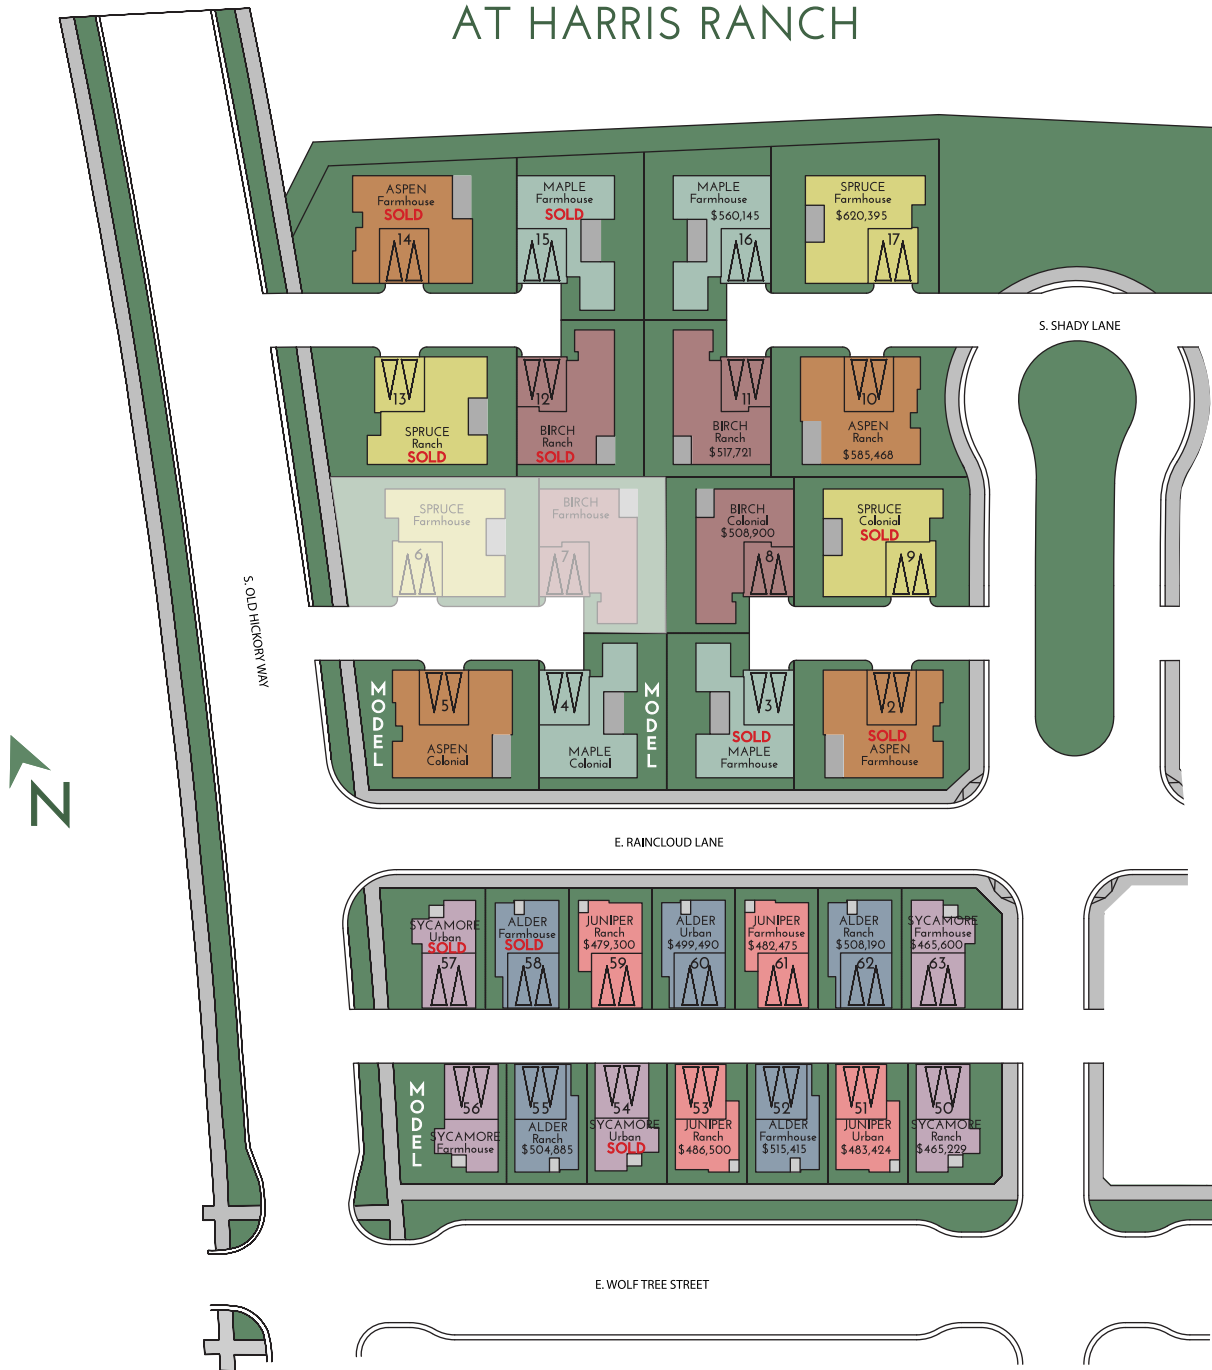 AT HARRIS RANCH
ASPEN
Farmhouse
SOLD
14
MAPLE
Farmhouse
SOLD
15
MAPLE
Farmhouse
$560,145
16
SPRUCE
Farmhouse
$620,395
17
S. SHADY LANE
13
SPRUCE
Ranch
SOLD
12
BIRCH
Ranch
SOLD
11
BIRCH
Ranch
$517,721
10
ASPEN
Ranch
$585,468
SPRUCE
Farmhouse
6
BIRCH
Farmhouse
7
BIRCH
Colonial
$508,900
8
SPRUCE
Colonial
SOLD
9
S. OLD HICKORY WAY
MODEL
5
ASPEN
Colonial
4
MAPLE
Colonial
MODEL
3
SOLD
MAPLE
Farmhouse
2
SOLD
ASPEN
Farmhouse
N
E. RAINCLOUD LANE
SYCAMORE
Urban
SOLD
57
ALDER
Farmhouse
SOLD
58
JUNIPER
Ranch
$479,300
59
ALDER
Urban
$499,490
60
JUNIPER
Farmhouse
$482,475
61
ALDER
Ranch
$508,190
62
SYCAMORE
Farmhouse
$465,600
63
MODEL
56
SYCAMORE
Farmhouse
55
ALDER
Ranch
$504,885
54
SYCAMORE
Urban
SOLD
53
JUNIPER
Ranch
$486,500
52
ALDER
Farmhouse
$515,415
51
JUNIPER
Urban
$483,424
50
SYCAMORE
Ranch
$465,229
E. WOLF TREE STREET